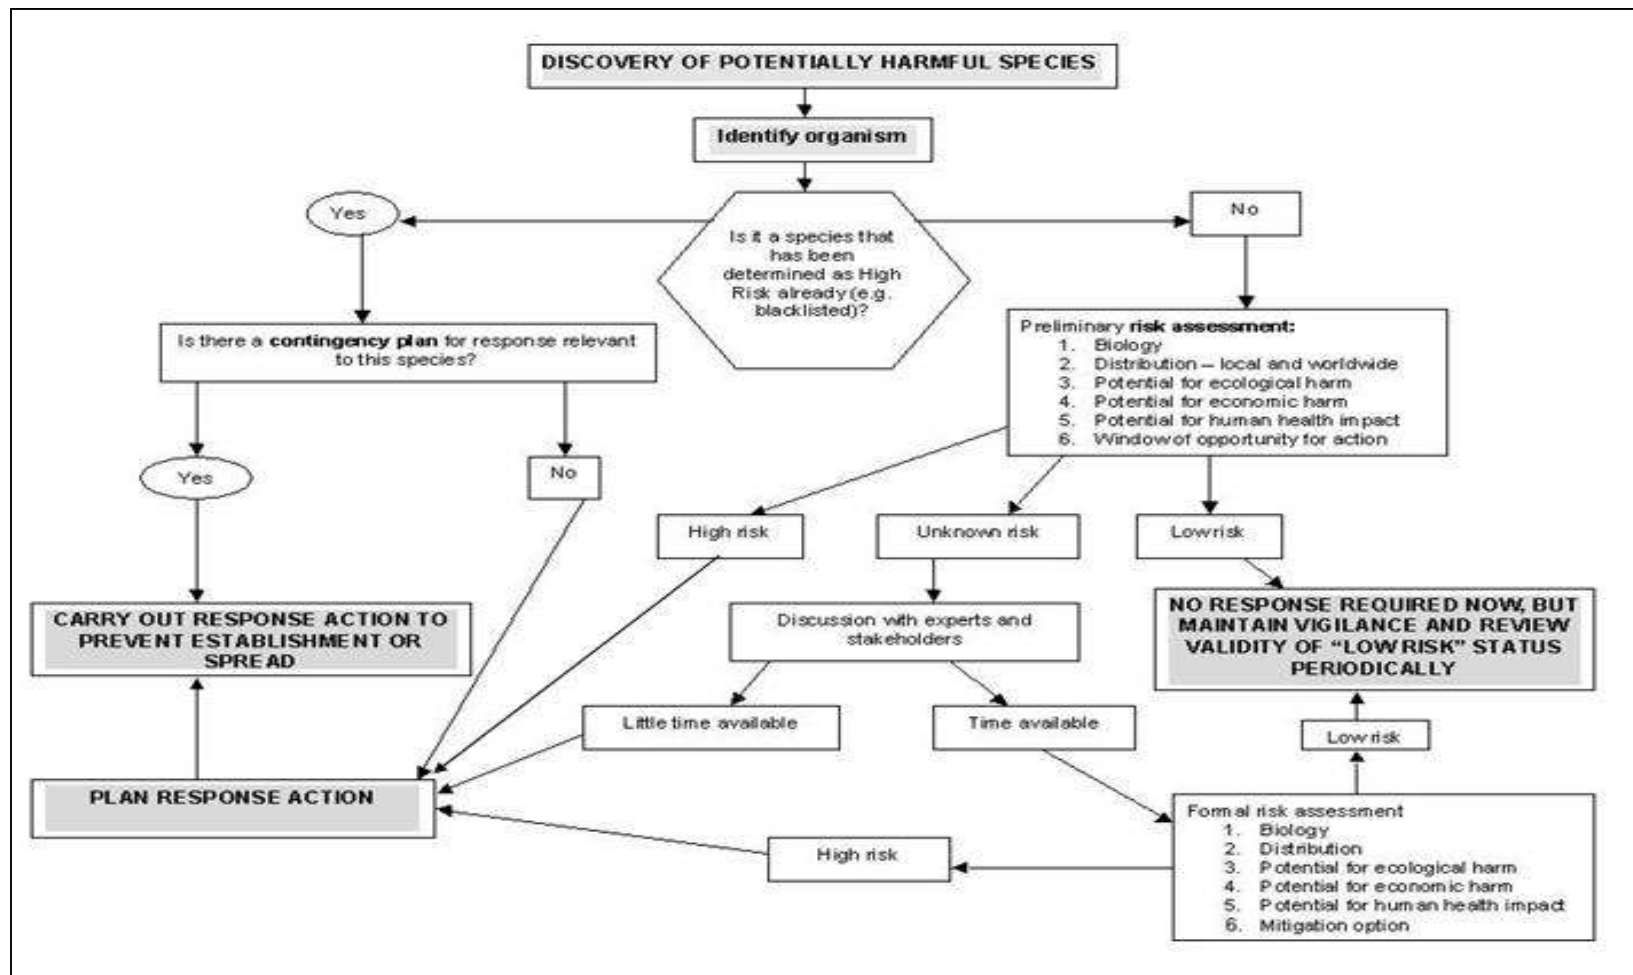 DISCOVERY OF POTENTIALLY HARMFUL SPECIES
Identify organism
Yes
No
Is it a species that
has been
determined as High
Risk already (e.g.
blacklisted)?
Is there a contingency plan for response relevant
to this species?
Preliminary risk assessment:
1. Biology
2. Distribution – local and worldwide
3. Potential for ecological harm
4. Potential for economic harm
5. Potential for human health impact
6. Window of opportunity for action
Yes
No
High risk
Unknown risk
Low risk
CARRY OUT RESPONSE ACTION TO
PREVENT ESTABLISHMENT OR
SPREAD
Discussion with experts and
stakeholders
NO RESPONSE REQUIRED NOW, BUT
MAINTAIN VIGILANCE AND REVIEW
VALIDITY OF “LOW RISK” STATUS
PERIODICALLY
Little time available
Time available
Low risk
PLAN RESPONSE ACTION
High risk
Formal risk assessment
1. Biology
2. Distribution
3. Potential for ecological harm
4. Potential for economic harm
5. Potential for human health impact
6. Mitigation option